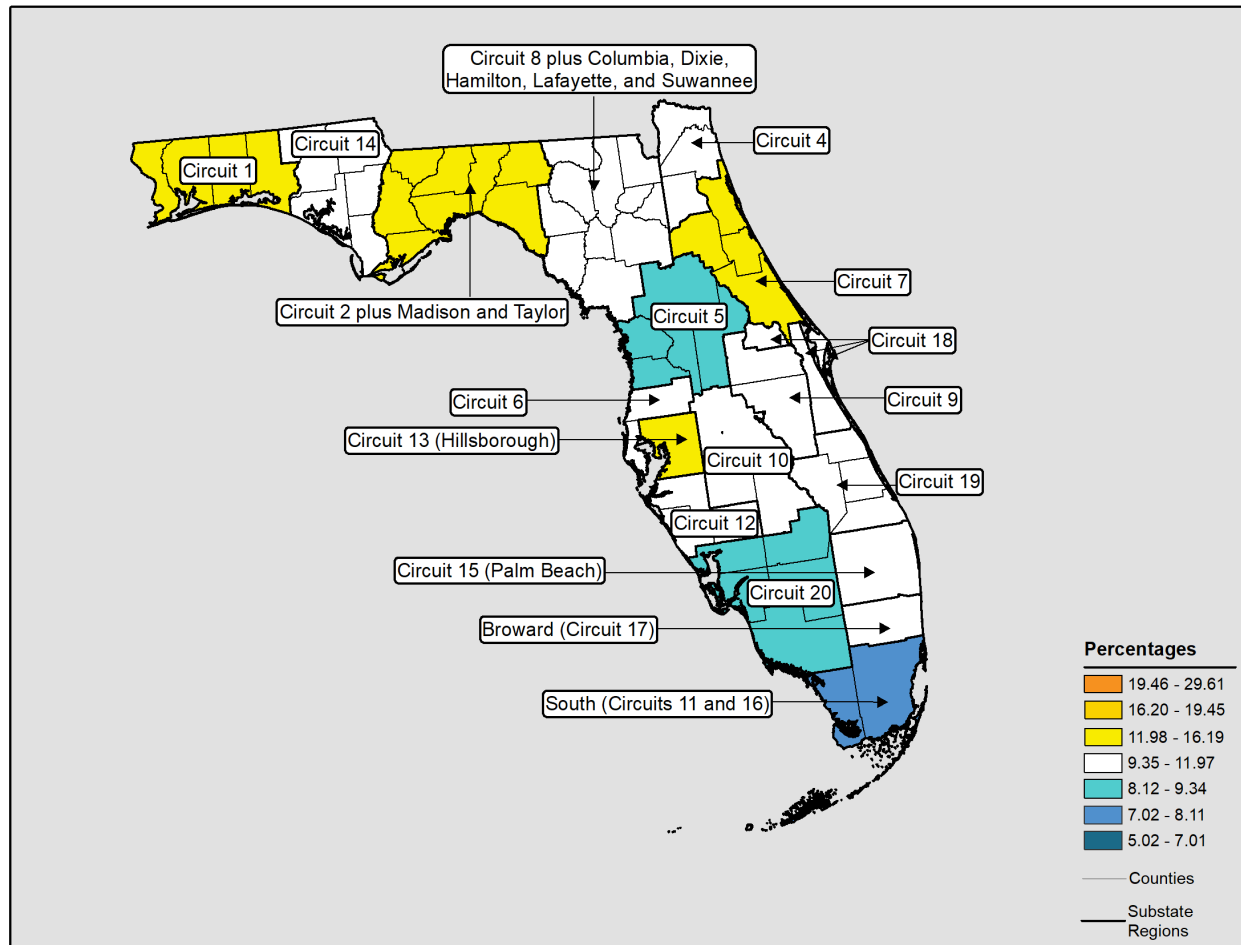 Circuit 8 plus Columbia, Dixie,
Hamilton, Lafayette, and Suwannee
Circuit 4
Circuit 14
Circuit 1
Circuit 7
Circuit 2 plus Madison and Taylor
Circuit 5
Circuit 18
Circuit 6
Circuit 9
Circuit 13 (Hillsborough)
Circuit 10
Circuit 19
Circuit 12
Circuit 15 (Palm Beach)
Circuit 20
Broward (Circuit 17)
South (Circuits 11 and 16)
Percentages
19.46 - 29.61
16.20 - 19.45
11.98 - 16.19
9.35 - 11.97
8.12 - 9.34
7.02 - 8.11
5.02 - 7.01
Counties
Substate
Regions